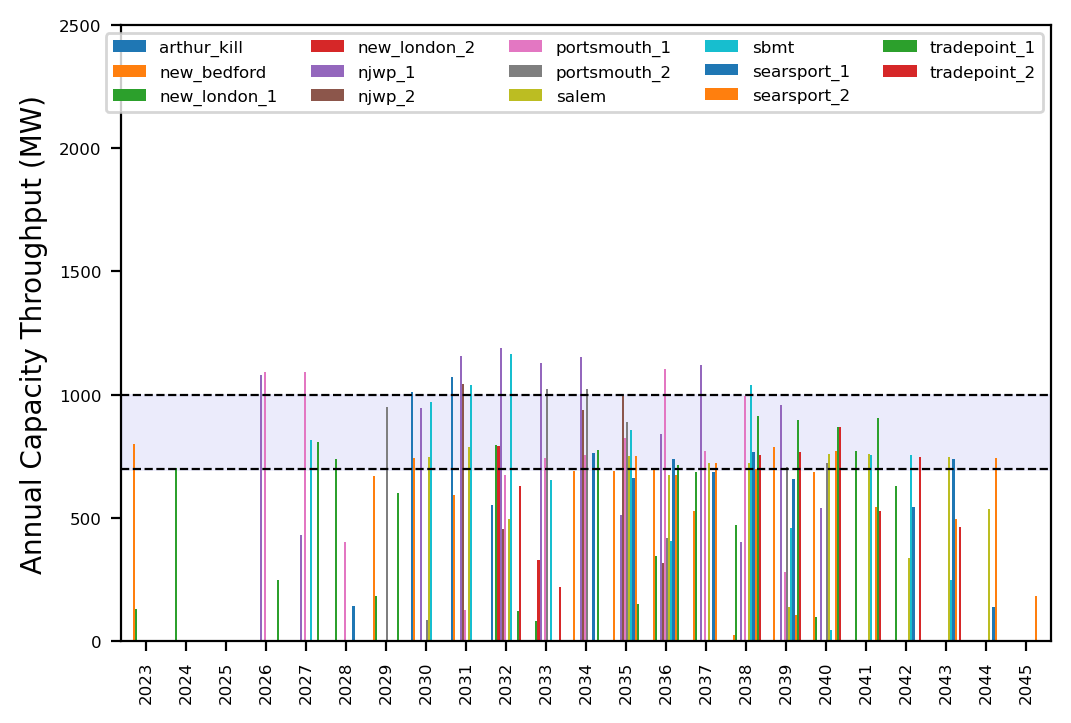 2500
2000
1500
1000
500
0
Annual Capacity Throughput (MW)
arthur_kill
new_bedford
new_london_1
new_london_2
njwp_1
njwp_2
portsmouth_1
portsmouth_2
salem
sbmt
searsport_1
searsport_2
tradepoint_1
tradepoint_2
2023
2024
2025
2026
2027
2028
2029
2030
2031
2032
2033
2034
2035
2036
2037
2038
2039
2040
2041
2042
2043
2044
2045